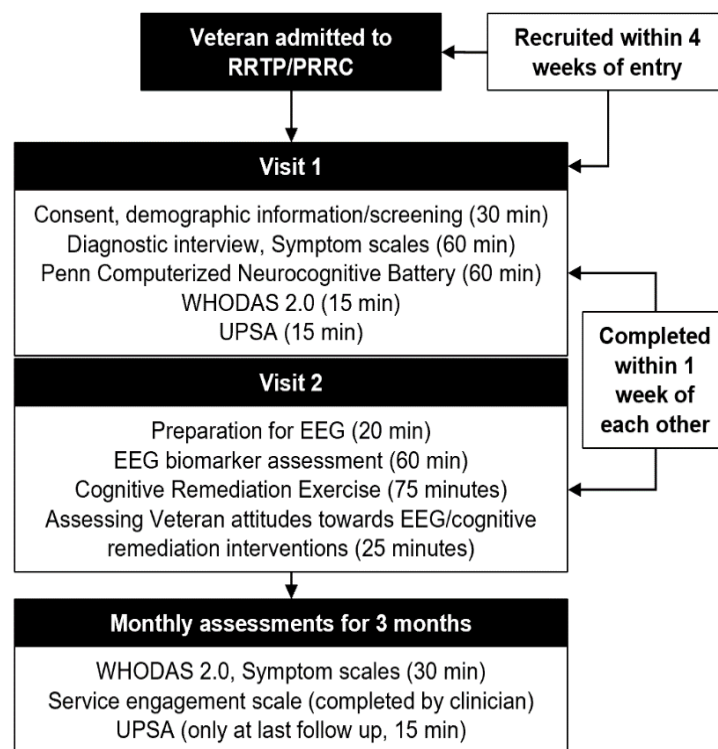 Veteran admitted to
RRTP/PRRC
Recruited within 4
weeks of entry
Visit 1
Consent, demographic information/screening (30 min)
Diagnostic interview, Symptom scales (60 min)
Penn Computerized Neurocognitive Battery (60 min)
WHODAS 2.0 (15 min)
UPSA (15 min)
Completed
within 1
week of
each other
Visit 2
Preparation for EEG (20 min)
EEG biomarker assessment (60 min)
Cognitive Remediation Exercise (75 minutes)
Assessing Veteran attitudes towards EEG/cognitive
remediation interventions (25 minutes)
Monthly assessments for 3 months
WHODAS 2.0, Symptom scales (30 min)
Service engagement scale (completed by clinician)
UPSA (only at last follow up, 15 min)